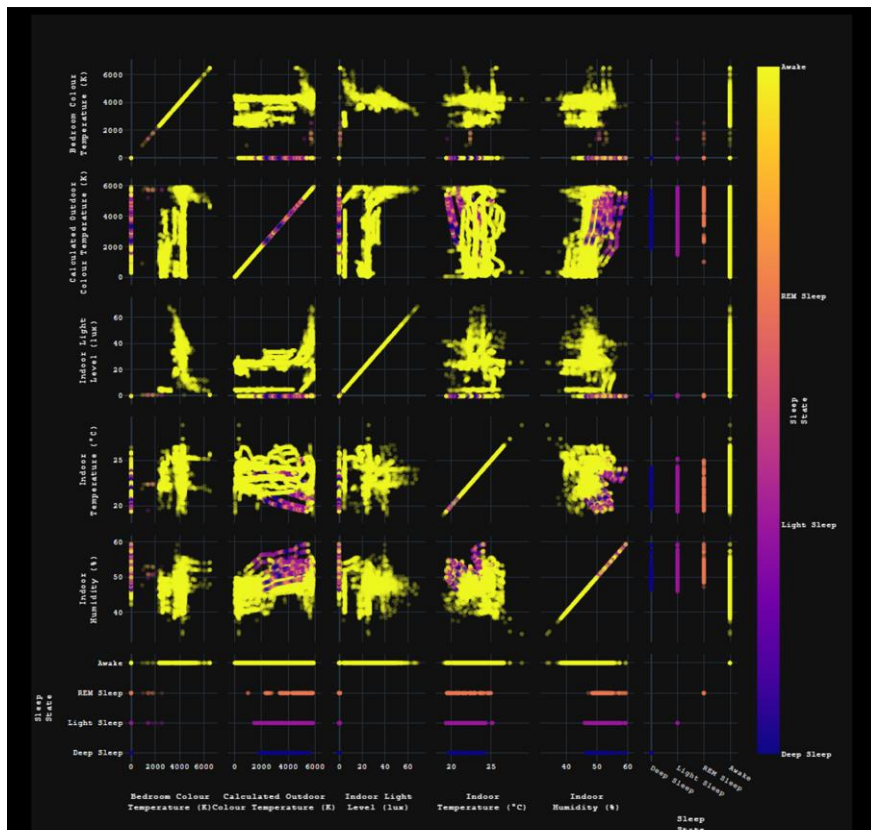 Awake
6000
4000
2000
0
Bedroom Colour
Temperature (K)
6000
4000
2000
0
Calculated Outdoor
Colour Temperature (K)
REM Sleep
60
40
20
0
Indoor Light
Level (lux)
Sleep
State
25
20
Indoor
Temperature (°C)
Light Sleep
60
50
40
Indoor
Humidity (%)
Awake
REM Sleep
Light Sleep
Deep Sleep
Sleep
State
Deep Sleep
0 2000 4000 6000 0 2000 4000 6000 0 20 40 60 20 25 40 50 60 Deep Sleep Light Sleep REM Sleep Awake
Bedroom Colour Calculated Outdoor Indoor Light Indoor Indoor
Temperature (K) Colour Temperature (K) Level (lux) Temperature (°C) Humidity (%)
Sleep
State